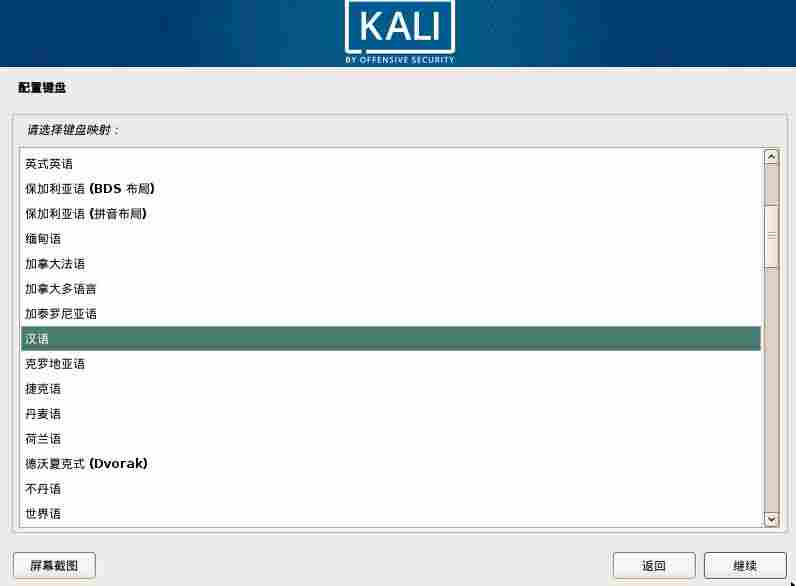 KALI
BY OFFENSIVE SECURITY
配置键盘
请选择键盘映射：
英式英语
保加利亚语 (BDS 布局)
保加利亚语 (拼音布局)
缅甸语
加拿大法语
加拿大多语言
加泰罗尼亚语
汉语
克罗地亚语
捷克语
丹麦语
荷兰语
德沃夏克式 (Dvorak)
不丹语
世界语
屏幕截图
返回
继续